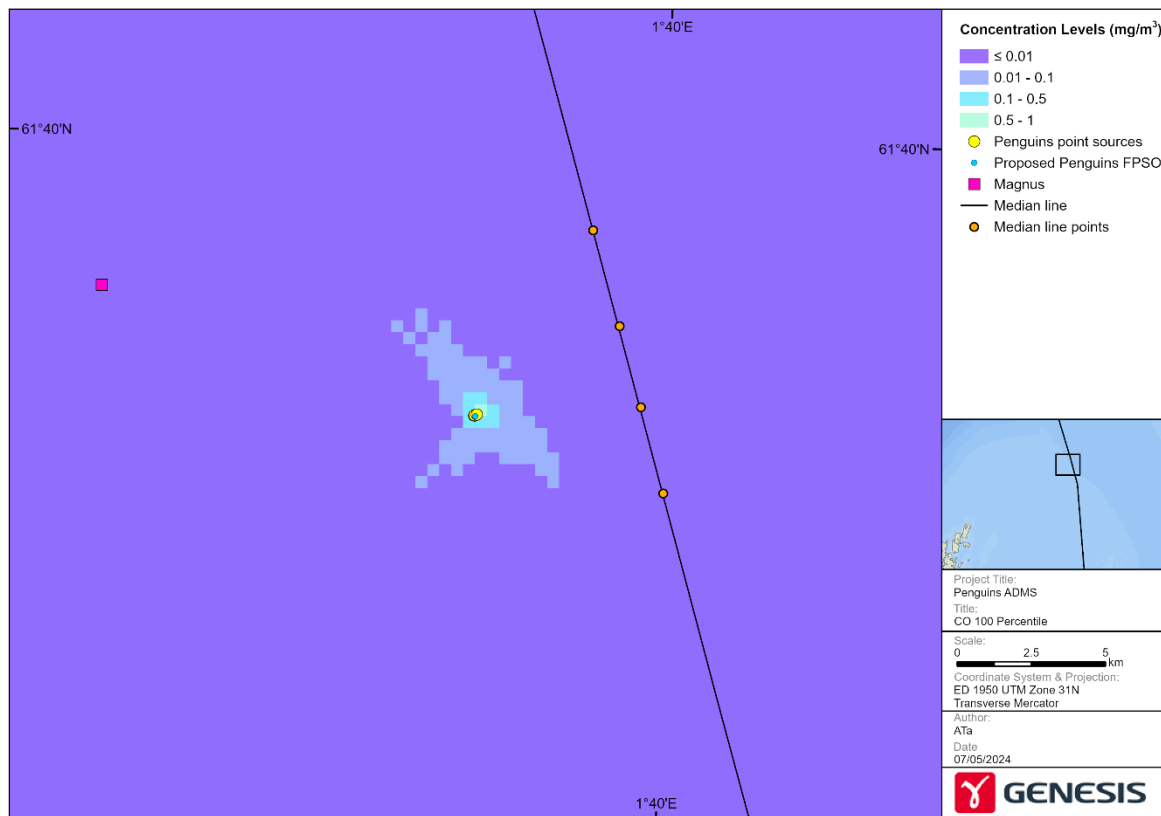 1°40'E
61°40'N
61°40'N
1°40'E
Concentration Levels (mg/m³)
≤ 0.01
0.01 - 0.1
0.1 - 0.5
0.5 - 1
Penguins point sources
Proposed Penguins FPSO
Magnus
Median line
Median line points
Project Title:
Penguins ADMS
Title:
CO 100 Percentile
Scale:
0 2.5 5
km
Coordinate System & Projection:
ED 1950 UTM Zone 31N
Transverse Mercator
Author:
ATa
Date
07/05/2024
GENESIS